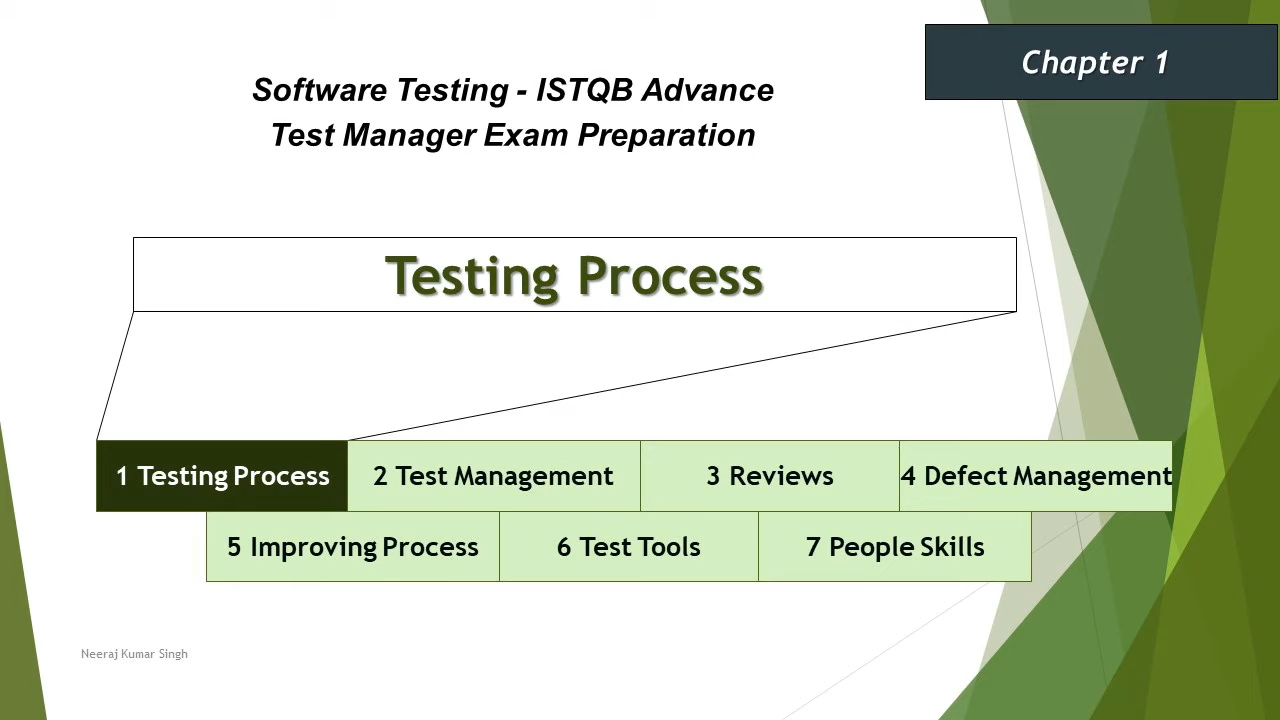 Chapter 1
Software Testing - ISTQB Advance
Test Manager Exam Preparation
Testing Process
1 Testing Process
2 Test Management
3 Reviews
4 Defect Management
5 Improving Process
6 Test Tools
7 People Skills
Neeraj Kumar Singh